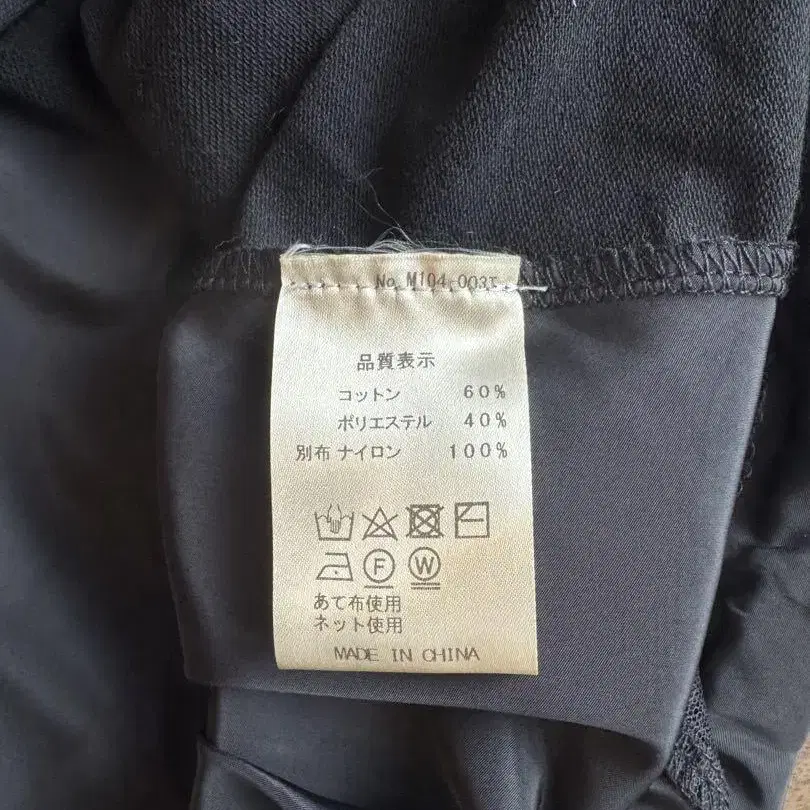 No. M104-003T
品質表示
コットン 60%
ポリエステル 40%
別布 ナイロン 100%
F W
あて布使用
ネット使用
MADE IN CHINA